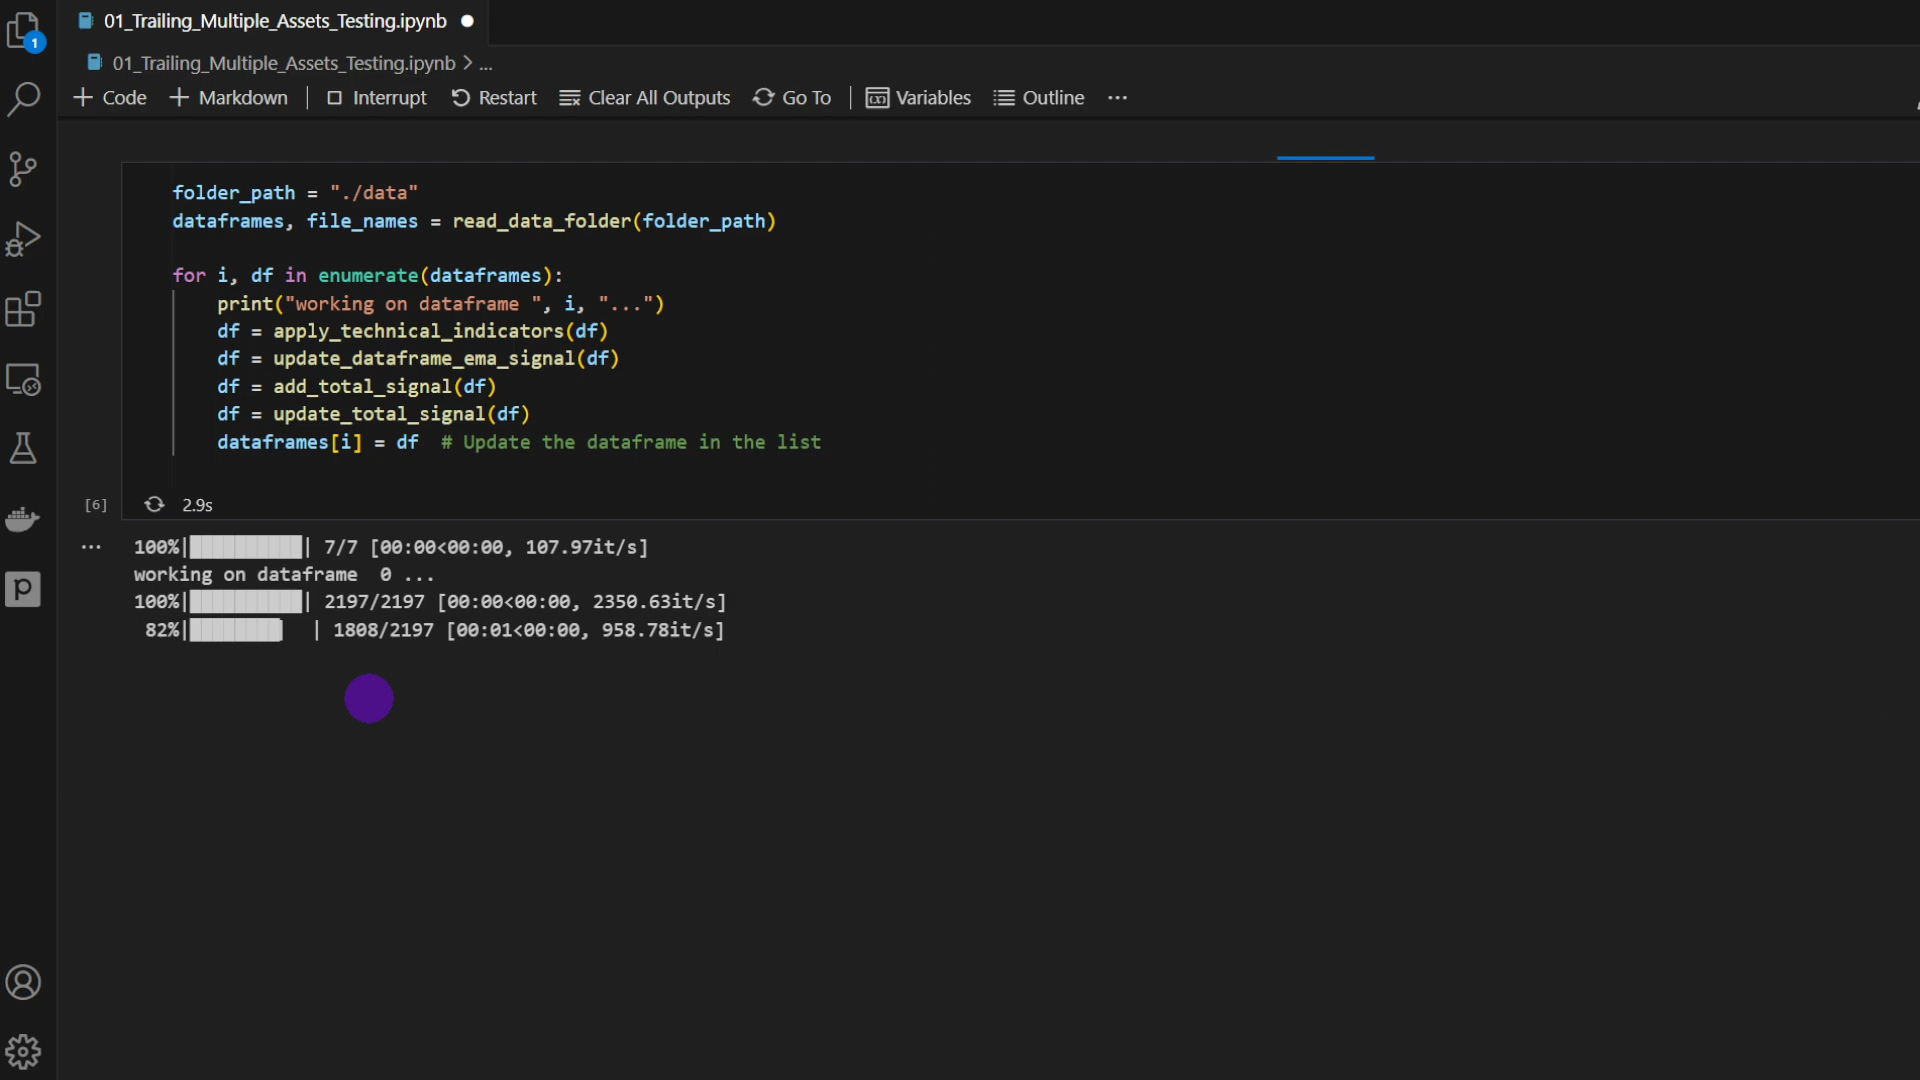 01_Trailing_Multiple_Assets_Testing.ipynb
1
01_Trailing_Multiple_Assets_Testing.ipynb > ...
+ Code + Markdown | Interrupt Restart Clear All Outputs Go To | Variables Outline ...
folder_path = "./data"
dataframes, file_names = read_data_folder(folder_path)
for i, df in enumerate(dataframes):
    print("working on dataframe ", i, "...")
    df = apply_technical_indicators(df)
    df = update_dataframe_ema_signal(df)
    df = add_total_signal(df)
    df = update_total_signal(df)
    dataframes[i] = df  # Update the dataframe in the list
[6] 2.9s
... 100%|██████████| 7/7 [00:00<00:00, 107.97it/s]
working on dataframe  0 ...
100%|██████████| 2197/2197 [00:00<00:00, 2350.63it/s]
82%|████████▏ | 1808/2197 [00:01<00:00, 958.78it/s]
p